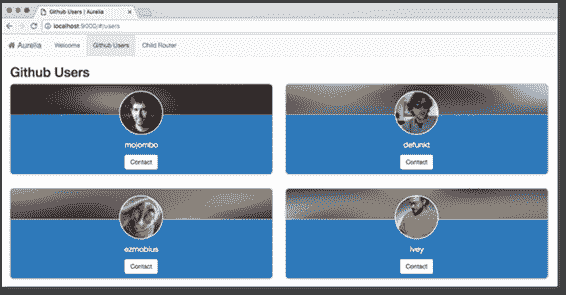 Github Users | Aurelia
localhost:9000/#/users
Aurelia Welcome Github Users Child Router
Github Users
mojombo defunkt
Contact Contact
ezmobius ivey
Contact Contact